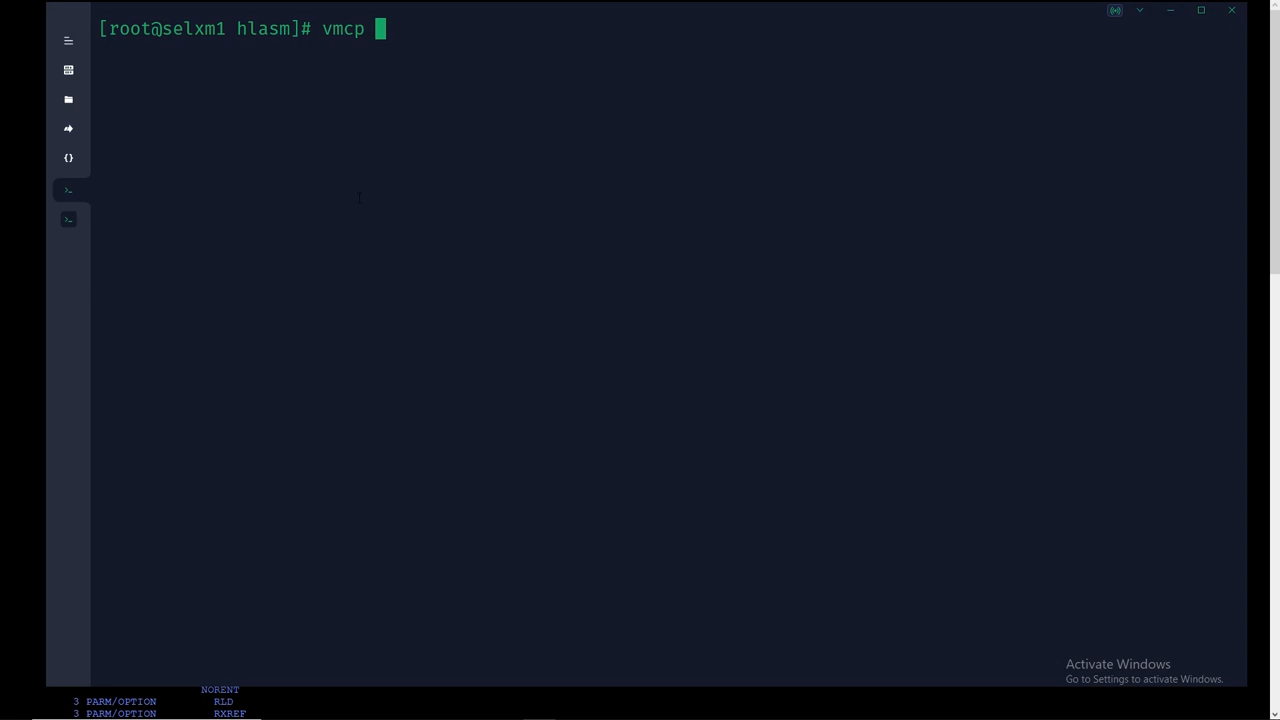 [root@selxm1 hlasm]# vmcp
Activate Windows
Go to Settings to activate Windows.
NORENT
3 PARM/OPTION RLD
3 PARM/OPTION RXREF